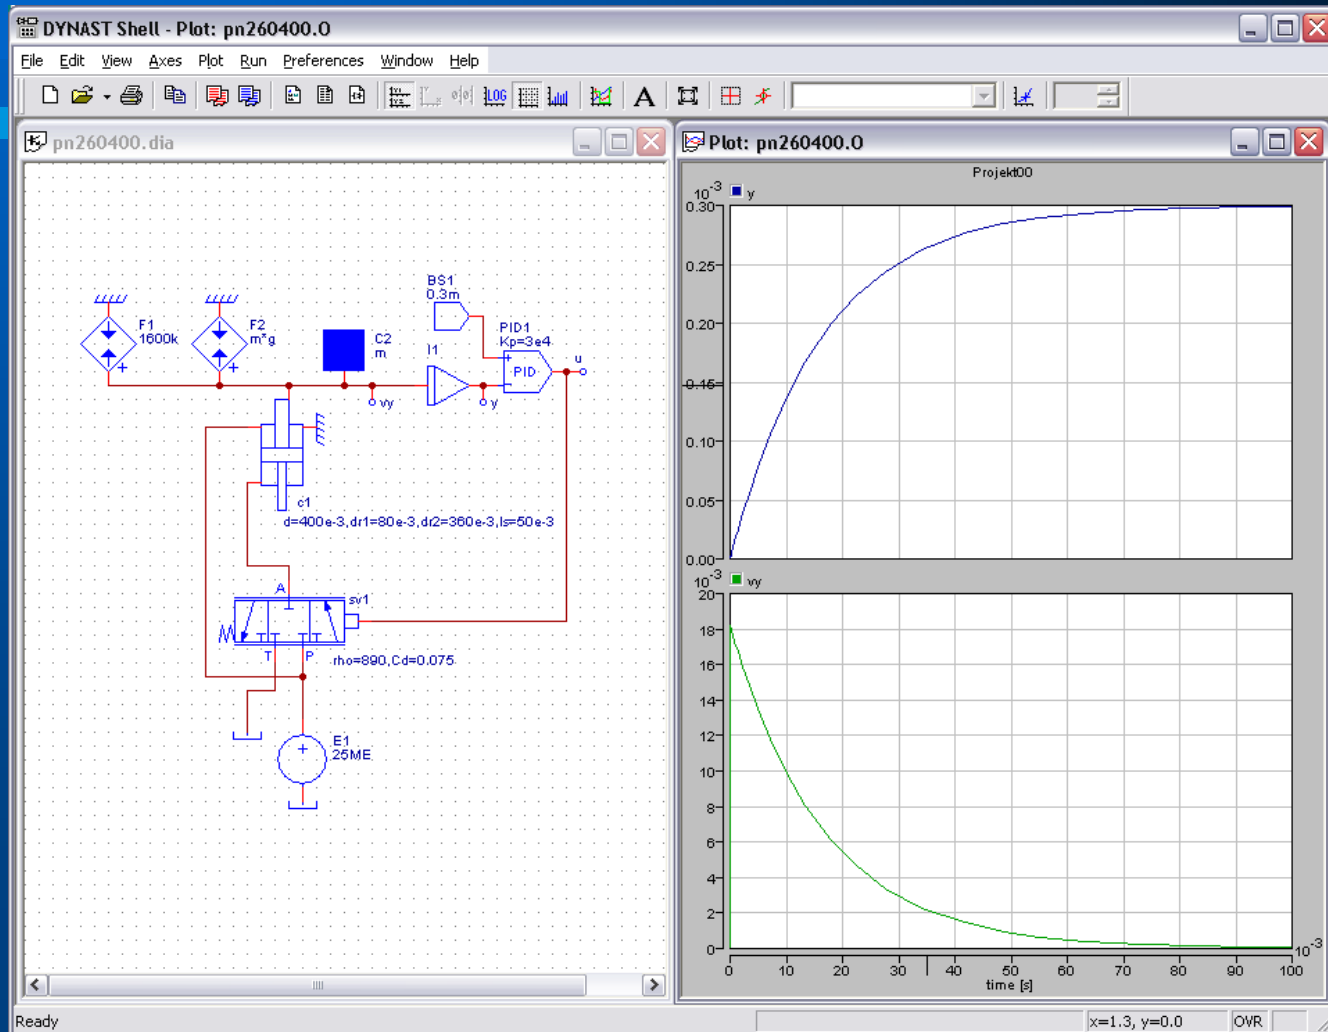 DYNAST Shell - Plot: pn260400.O
File Edit View Axes Plot Run Preferences Window Help
LOG A
pn260400.dia
F1
1600k
F2
m*g
C2
m
BS1
0.3m
I1
PID1
Kp=3e4
PID
u
vy
y
c1
d=400e-3,dr1=80e-3,dr2=360e-3,ls=50e-3
A
sv1
T
P
rho=890,Cd=0.075
E1
25ME
Plot: pn260400.O
Projekt00
10-3 y
0.30
0.25
0.20
0.15
0.10
0.05
0.00
10-3 vy
20
18
16
14
12
10
8
6
4
2
0
10-3
0 10 20 30 40 50 60 70 80 90 100
time [s]
Ready
x=1.3, y=0.0
OVR